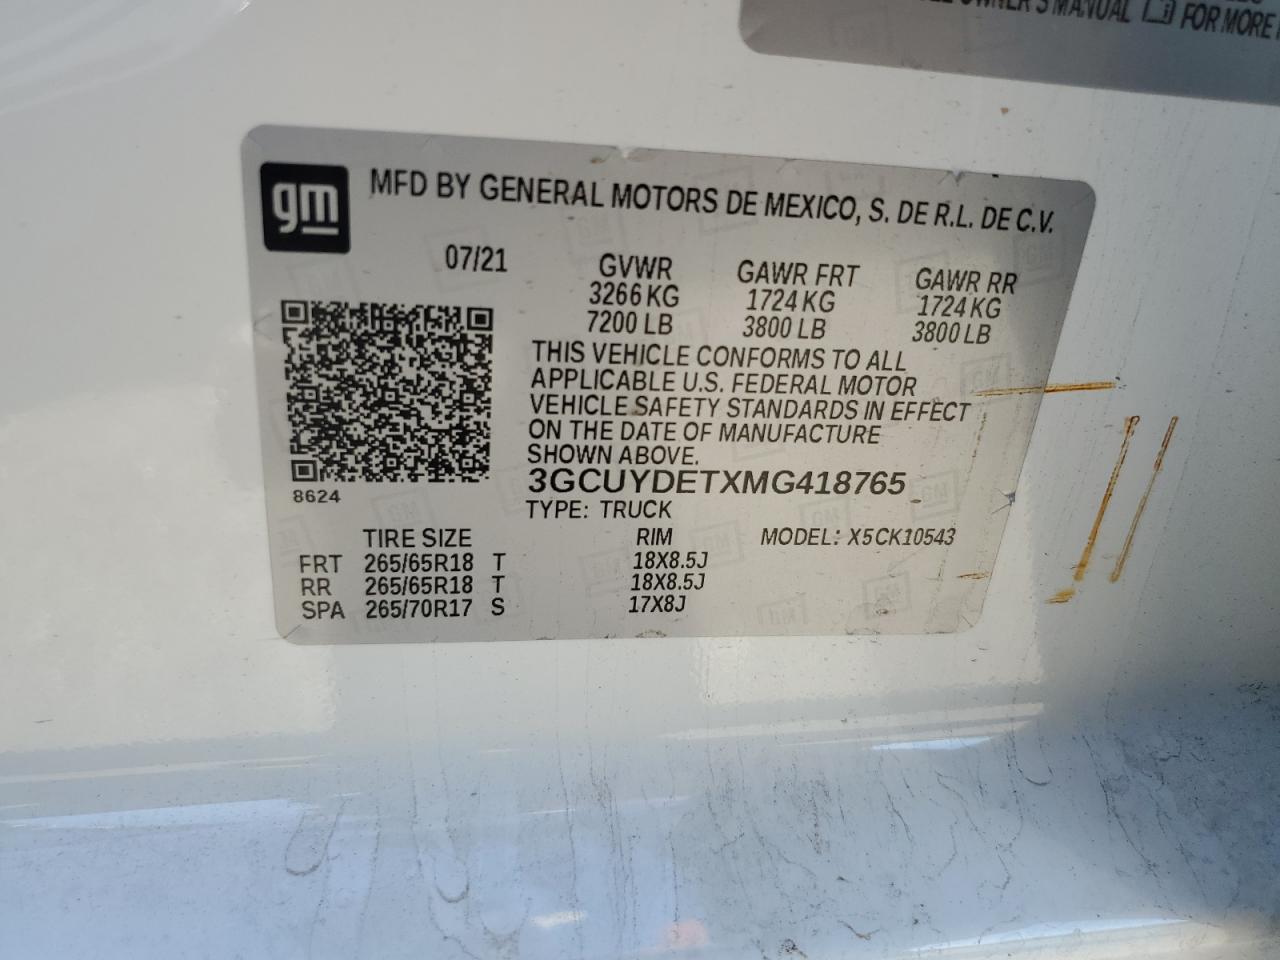 OWNER'S MANUAL FOR MORE
gm
MFD BY GENERAL MOTORS DE MEXICO, S. DE R.L. DE C.V.
07/21
GVWR GAWR FRT GAWR RR
3266 KG 1724 KG 1724 KG
7200 LB 3800 LB 3800 LB
THIS VEHICLE CONFORMS TO ALL
APPLICABLE U.S. FEDERAL MOTOR
VEHICLE SAFETY STANDARDS IN EFFECT
ON THE DATE OF MANUFACTURE
SHOWN ABOVE.
3GCUYDETXMG418765
8624
TYPE: TRUCK
TIRE SIZE RIM MODEL: X5CK10543
FRT 265/65R18 T 18X8.5J
RR 265/65R18 T 18X8.5J
SPA 265/70R17 S 17X8J